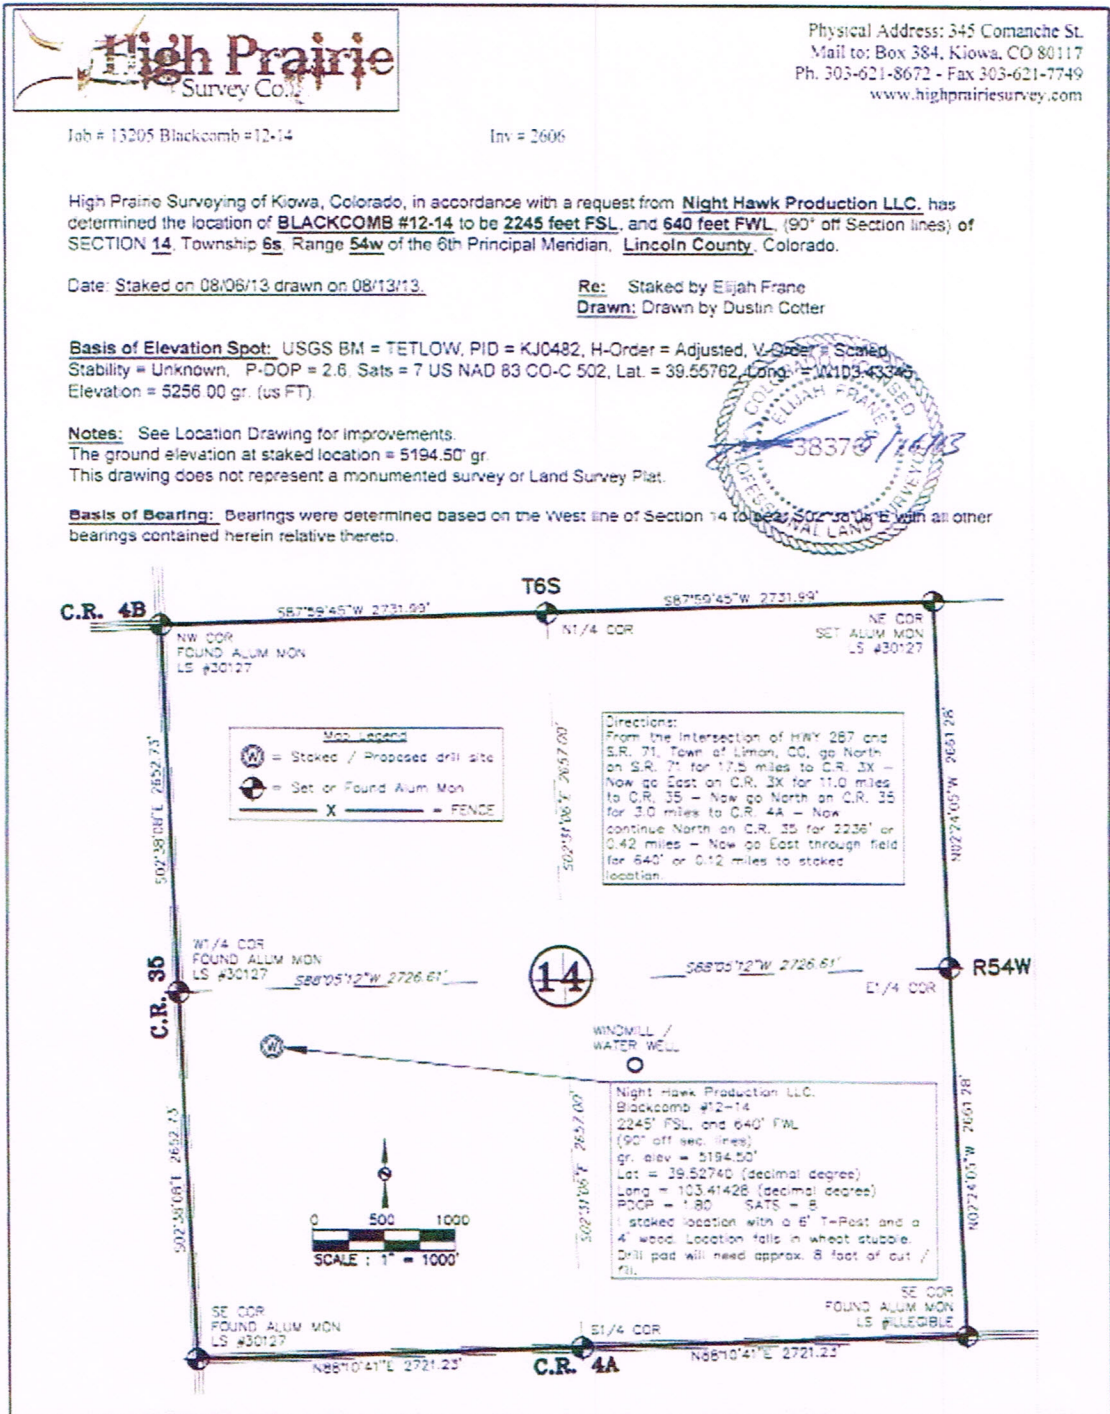 High Prairie
Survey Co.
Physical Address: 345 Comanche St.
Mail to: Box 384, Kiowa, CO 80117
Ph. 303-621-8672 - Fax 303-621-7749
www.highprairiesurvey.com
Job # 13205 Blackcomb #12-14
Inv # 2606
High Prairie Surveying of Kiowa, Colorado, in accordance with a request from Night Hawk Production LLC. has
determined the location of BLACKCOMB #12-14 to be 2245 feet FSL, and 640 feet FWL, (90° off Section lines) of
SECTION 14, Township 6s, Range 54w of the 6th Principal Meridian, Lincoln County, Colorado.
Date: Staked on 08/06/13 drawn on 08/13/13.
Re: Staked by Elijah Frane
Drawn: Drawn by Dustin Cotter
Basis of Elevation Spot: USGS BM = TETLOW, PID = KJ0482, H-Order = Adjusted, V-Order = Scaled
Stability = Unknown, P-DOP = 2.6, Sats = 7 US NAD 83 CO-C 502, Lat. = 39.55762, Long. = W103.43345
Elevation = 5256.00 gr. (us FT).
Notes: See Location Drawing for improvements.
The ground elevation at staked location = 5194.50' gr.
This drawing does not represent a monumented survey or Land Survey Plat.
COLORADO LICENSED
ELIJAH FRANE
38376
PROFESSIONAL LAND SURVEYOR
Basis of Bearing: Bearings were determined based on the West line of Section 14 to bear S02°38'08"E with all other
bearings contained herein relative thereto.
T6S
C.R. 4B
S87°59'45"W 2731.99'
S87°59'45"W 2731.99'
NW COR
FOUND ALUM MON
LS #30127
N1/4 COR
NE COR
SET ALUM MON
LS #30127
S02°38'08"E 2652.73'
Map Legend
W = Staked / Proposed drill site
= Set or Found Alum Mon
X = FENCE
S02°31'06"E 2657.00'
Directions:
From the intersection of HWY 287 and
S.R. 71, Town of Limon, CO, go North
on S.R. 71 for 17.5 miles to C.R. 3X –
Now go East on C.R. 3X for 11.0 miles
to C.R. 35 – Now go North on C.R. 35
for 3.0 miles to C.R. 4A – Now
continue North on C.R. 35 for 2236' or
0.42 miles – Now go East through field
for 640' or 0.12 miles to staked
location.
N02°24'05"W 2661.28'
C.R. 35
W1/4 COR
FOUND ALUM MON
LS #30127
S88°05'12"W 2726.61'
14
S88°05'12"W 2726.61'
E1/4 COR
R54W
W
WINDMILL /
WATER WELL
S02°38'08"E 2652.73'
S02°31'06"E 2657.00'
Night Hawk Production LLC.
Blackcomb #12-14
2245' FSL, and 640' FWL
(90° off sec. lines)
gr. elev = 5194.50'
Lat = 39.52740 (decimal degree)
Long = 103.41428 (decimal degree)
PDOP = 1.80 SATS = 8
I staked location with a 6' T-Post and a
4' wood. Location falls in wheat stubble.
Drill pad will need approx. 8 foot of cut /
fill.
N02°24'05"W 2661.28'
N
0 500 1000
SCALE : 1" = 1000'
SE COR
FOUND ALUM MON
LS #30127
S1/4 COR
SE COR
FOUND ALUM MON
LS #ILLEGIBLE
N88°10'41"E 2721.23'
C.R. 4A
N88°10'41"E 2721.23'